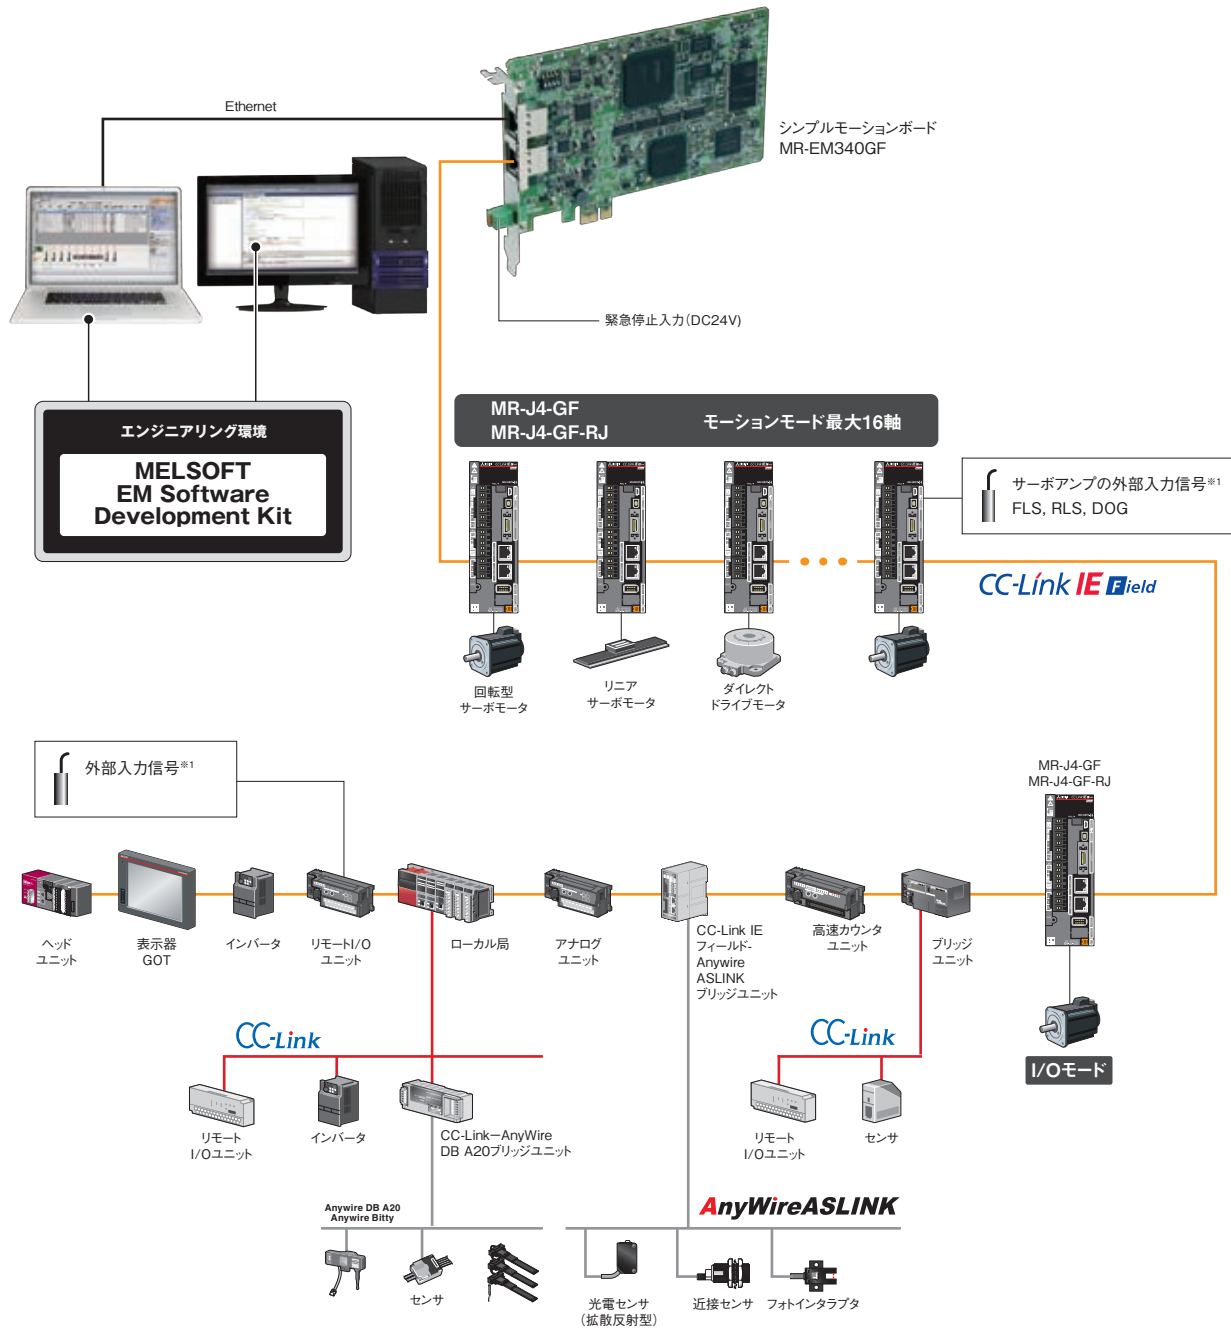 Ethernet
シンプルモーションボード
MR-EM340GF
緊急停止入力(DC24V)
エンジニアリング環境
MELSOFT
EM Software
Development Kit
MR-J4-GF
MR-J4-GF-RJ
モーションモード最大16軸
サーボアンプの外部入力信号※1
FLS, RLS, DOG
CC-Link IE Field
回転型
サーボモータ
リニア
サーボモータ
ダイレクト
ドライブモータ
外部入力信号※1
MR-J4-GF
MR-J4-GF-RJ
ヘッド
ユニット
表示器
GOT
インバータ
リモートI/O
ユニット
ローカル局
アナログ
ユニット
CC-Link IE
フィールド-
Anywire
ASLINK
ブリッジユニット
高速カウンタ
ユニット
ブリッジ
ユニット
I/Oモード
CC-Link
CC-Link
リモート
I/Oユニット
インバータ
CC-Link－AnyWire
DB A20ブリッジユニット
リモート
I/Oユニット
センサ
Anywire DB A20
Anywire Bitty
AnyWireASLINK
センサ
光電センサ
(拡散反射型)
近接センサ
フォトインタラプタ